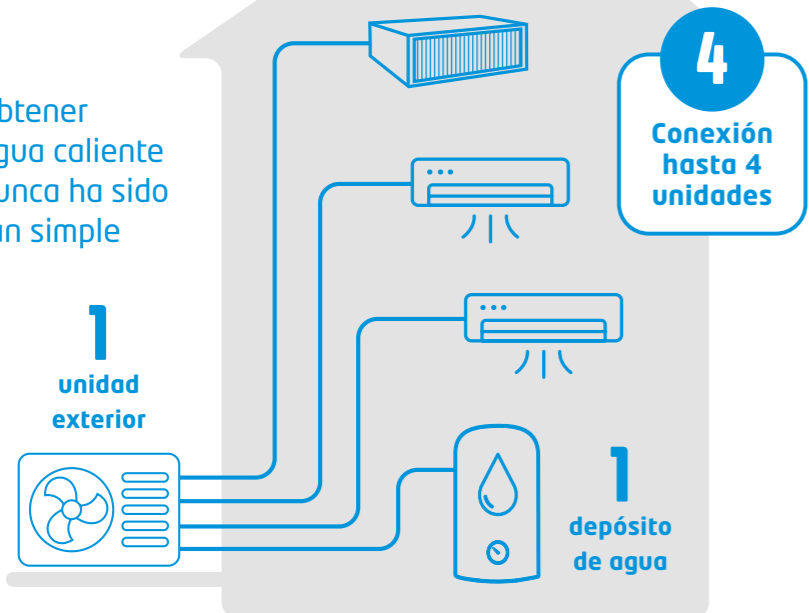 btener
gua caliente
unca ha sido
n simple
4
Conexión
hasta 4
unidades
1
unidad
exterior
1
depósito
de agua